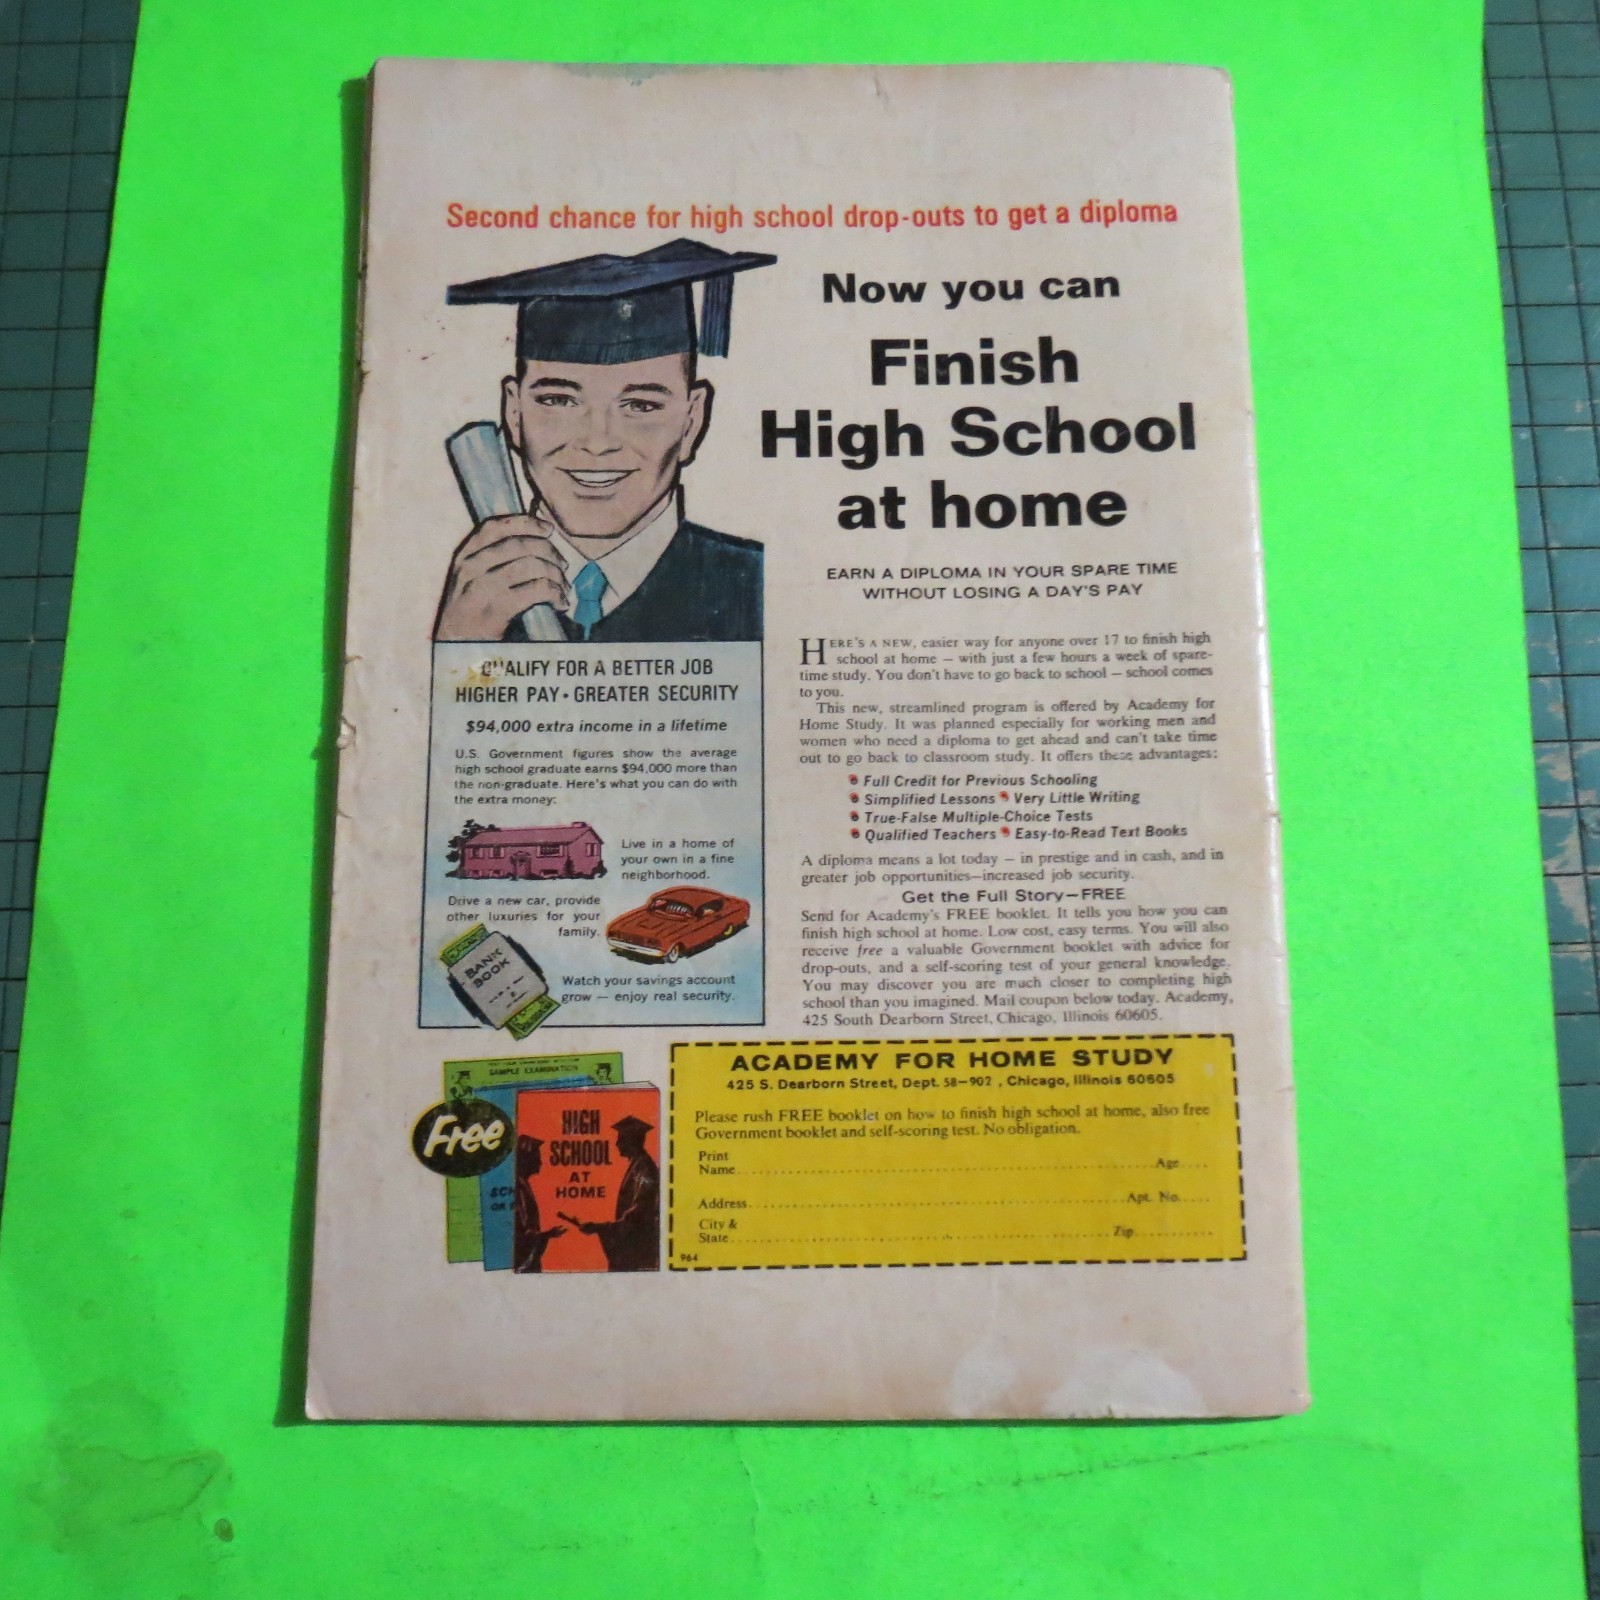 Second chance for high school drop-outs to get a diploma
Now you can
Finish
High School
at home
EARN A DIPLOMA IN YOUR SPARE TIME
WITHOUT LOSING A DAY'S PAY
QUALIFY FOR A BETTER JOB
HIGHER PAY • GREATER SECURITY
$94,000 extra income in a lifetime
U.S. Government figures show the average
high school graduate earns $94,000 more than
the non-graduate. Here's what you can do with
the extra money:
Live in a home of
your own in a fine
neighborhood.
Drive a new car, provide
other luxuries for your
family.
BANK
BOOK
Watch your savings account
grow — enjoy real security.
HERE'S A NEW, easier way for anyone over 17 to finish high
school at home — with just a few hours a week of spare-
time study. You don't have to go back to school — school comes
to you.
This new, streamlined program is offered by Academy for
Home Study. It was planned especially for working men and
women who need a diploma to get ahead and can't take time
out to go back to classroom study. It offers these advantages:
• Full Credit for Previous Schooling
• Simplified Lessons • Very Little Writing
• True-False Multiple-Choice Tests
• Qualified Teachers • Easy-to-Read Text Books
A diploma means a lot today — in prestige and in cash, and in
greater job opportunities—increased job security.
Get the Full Story—FREE
Send for Academy's FREE booklet. It tells you how you can
finish high school at home. Low cost, easy terms. You will also
receive free a valuable Government booklet with advice for
drop-outs, and a self-scoring test of your general knowledge.
You may discover you are much closer to completing high
school than you imagined. Mail coupon below today. Academy,
425 South Dearborn Street, Chicago, Illinois 60605.
SAMPLE EXAMINATION
Free
SCH
OR
HIGH
SCHOOL
AT
HOME
ACADEMY FOR HOME STUDY
425 S. Dearborn Street, Dept. 58-902 , Chicago, Illinois 60605
Please rush FREE booklet on how to finish high school at home, also free
Government booklet and self-scoring test. No obligation.
Print
Name Age
Address Apt. No.
City &
State Zip
964